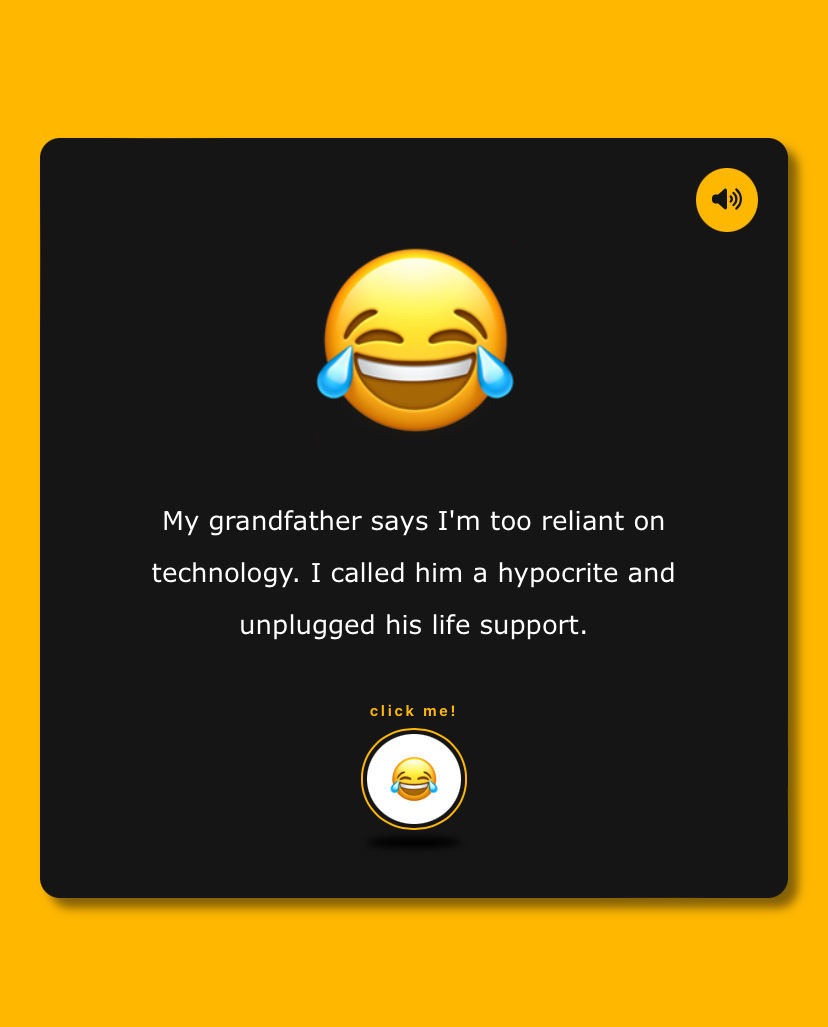 My grandfather says I'm too reliant on
technology. I called him a hypocrite and
unplugged his life support.
click me!